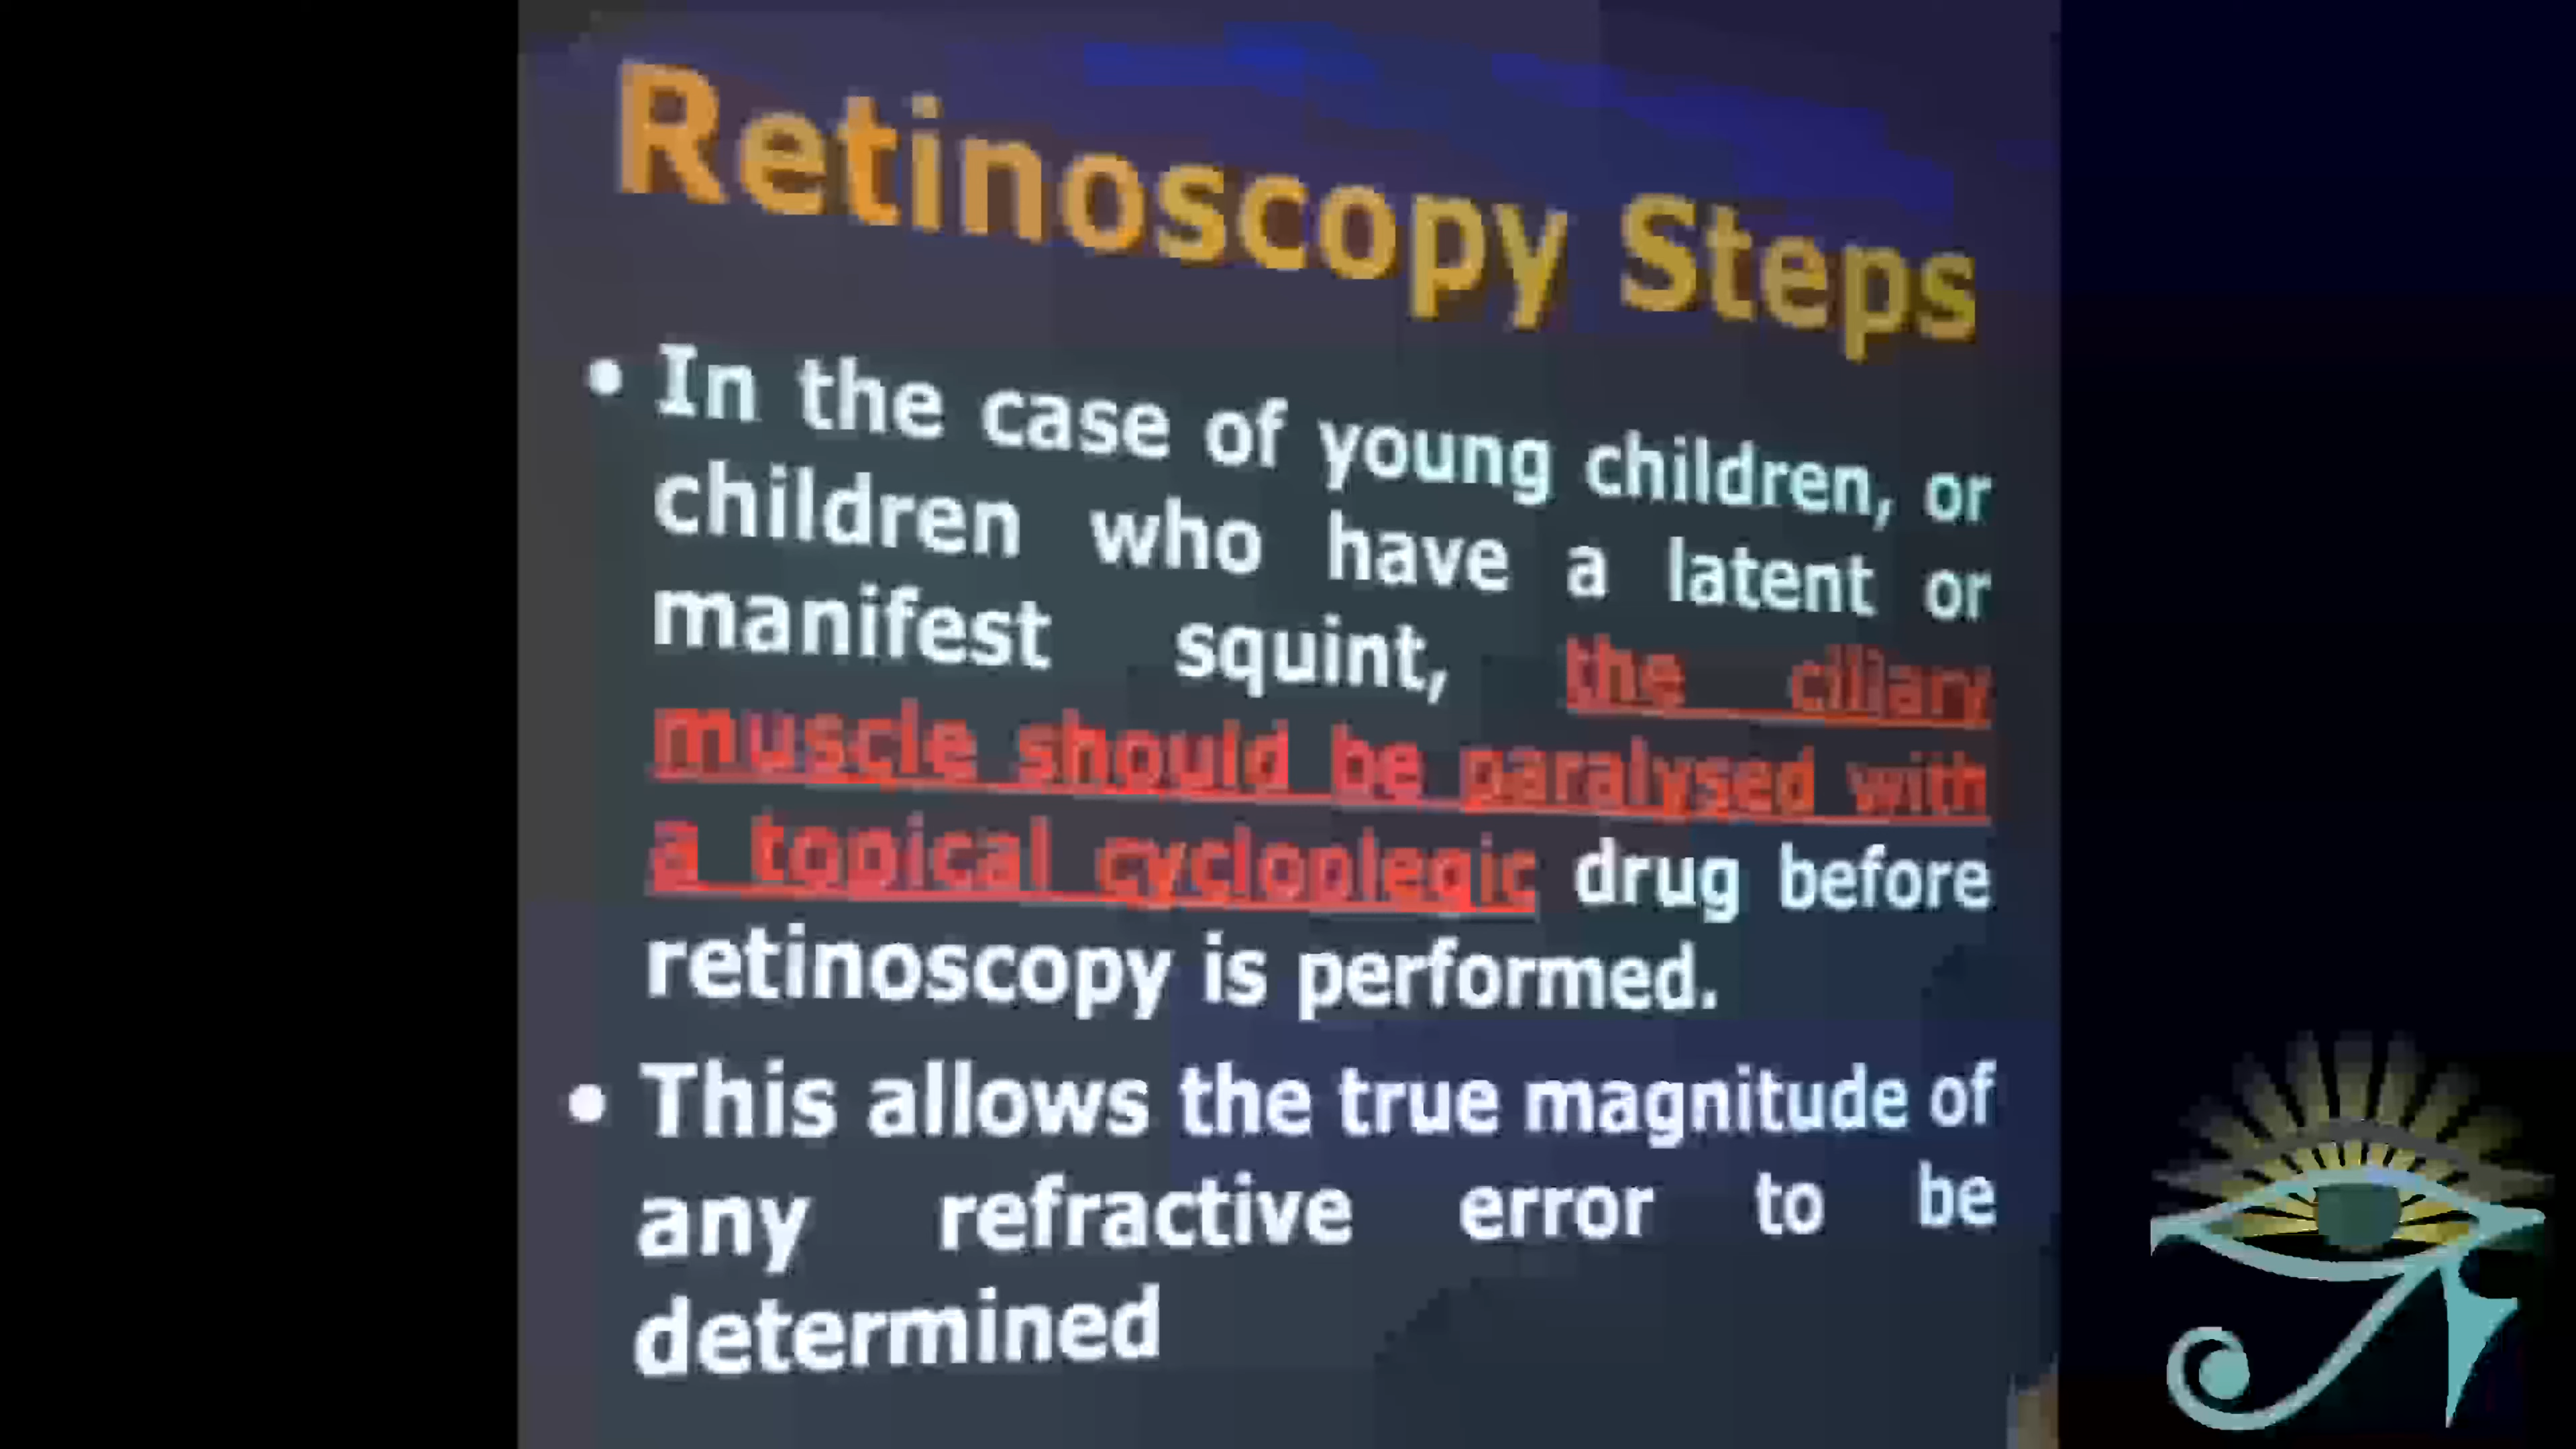 Retinoscopy Steps
• In the case of young children, or
children who have a latent or
manifest squint, the ciliary
muscle should be paralysed with
a topical cycloplegic drug before
retinoscopy is performed.
• This allows the true magnitude of
any refractive error to be
determined